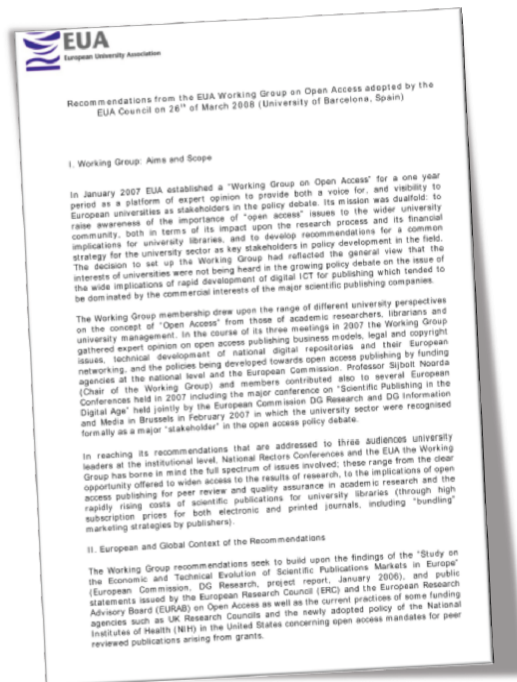 EUA
European University Association
Recommendations from the EUA Working Group on Open Access adopted by the
EUA Council on 26th of March 2008 (University of Barcelona, Spain)
I. Working Group: Aims and Scope
In January 2007 EUA established a "Working Group on Open Access" for a one year
period as a platform of expert opinion to provide both a voice for, and visibility to
European universities as stakeholders in the policy debate. Its mission was dualfold: to
raise awareness of the importance of "open access" issues to the wider university
community, both in terms of its impact upon the research process and its financial
implications for university libraries, and to develop recommendations for a common
strategy for the university sector as key stakeholders in policy development in the field.
The decision to set up the Working Group had reflected the general view that the
interests of universities were not being heard in the growing policy debate on the issue of
the wide implications of rapid development of digital ICT for publishing which tended to
be dominated by the commercial interests of the major scientific publishing companies.
The Working Group membership drew upon the range of different university perspectives
on the concept of "Open Access" from those of academic researchers, librarians and
university management. In the course of its three meetings in 2007 the Working Group
gathered expert opinion on open access publishing business models, legal and copyright
issues, technical development of national digital repositories and their European
networking, and the policies being developed towards open access publishing by funding
agencies at the national level and the European Commission. Professor Sijbolt Noorda
(Chair of the Working Group) and members contributed also to several European
Conferences held in 2007 including the major conference on "Scientific Publishing in the
Digital Age" held jointly by the European Commission DG Research and DG Information
and Media in Brussels in February 2007 in which the university sector were recognised
formally as a major "stakeholder" in the open access policy debate.
In reaching its recommendations that are addressed to three audiences university
leaders at the institutional level, National Rectors Conferences and the EUA the Working
Group has borne in mind the full spectrum of issues involved; these range from the clear
opportunity offered to widen access to the results of research, to the implications of open
access publishing for peer review and quality assurance in academic research and the
rapidly rising costs of scientific publications for university libraries (through high
subscription prices for both electronic and printed journals, including "bundling"
marketing strategies by publishers).
II. European and Global Context of the Recommendations
The Working Group recommendations seek to build upon the findings of the "Study on
the Economic and Technical Evolution of Scientific Publications Markets in Europe"
(European Commission, DG Research, project report, January 2006), and public
statements issued by the European Research Council (ERC) and the European Research
Advisory Board (EURAB) on Open Access as well as the current practices of some funding
agencies such as UK Research Councils and the newly adopted policy of the National
Institutes of Health (NIH) in the United States concerning open access mandates for peer
reviewed publications arising from grants.